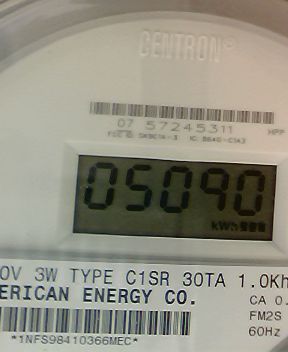 CENTRON®
07 57245311 HPP
05090
kWh
0V 3W TYPE C1SR 30TA 1.0Kh
ERICAN ENERGY CO. CA 0.
FM2S
60Hz
*1NFS98410366MEC*